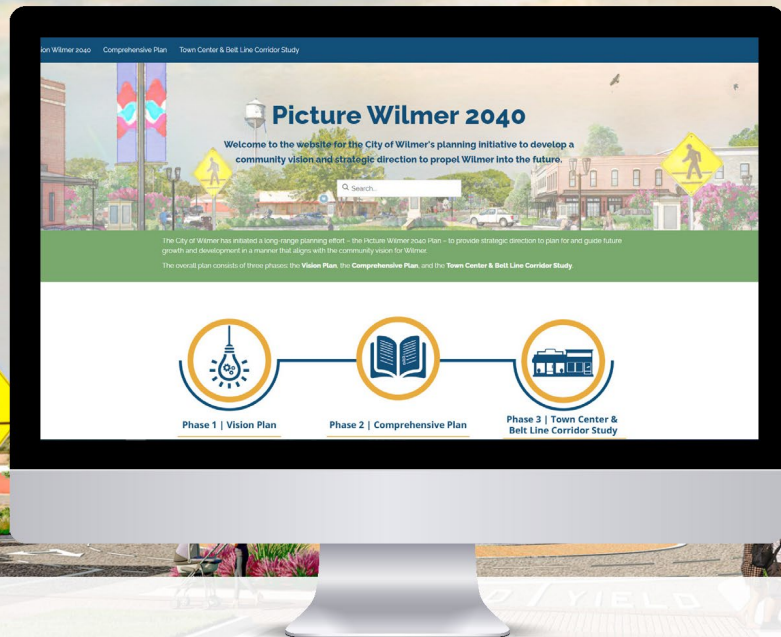 ion Wilmer 2040 Comprehensive Plan Town Center & Belt Line Corridor Study
Picture Wilmer 2040
Welcome to the website for the City of Wilmer's planning initiative to develop a
community vision and strategic direction to propel Wilmer into the future.
Search...
The City of Wilmer has initiated a long-range planning effort – the Picture Wilmer 2040 Plan – to provide strategic direction to plan for and guide future
growth and development in a manner that aligns with the community vision for Wilmer.
The overall plan consists of three phases: the Vision Plan, the Comprehensive Plan, and the Town Center & Belt Line Corridor Study.
Phase 1 | Vision Plan
Phase 2 | Comprehensive Plan
Phase 3 | Town Center &
Belt Line Corridor Study
YIELD